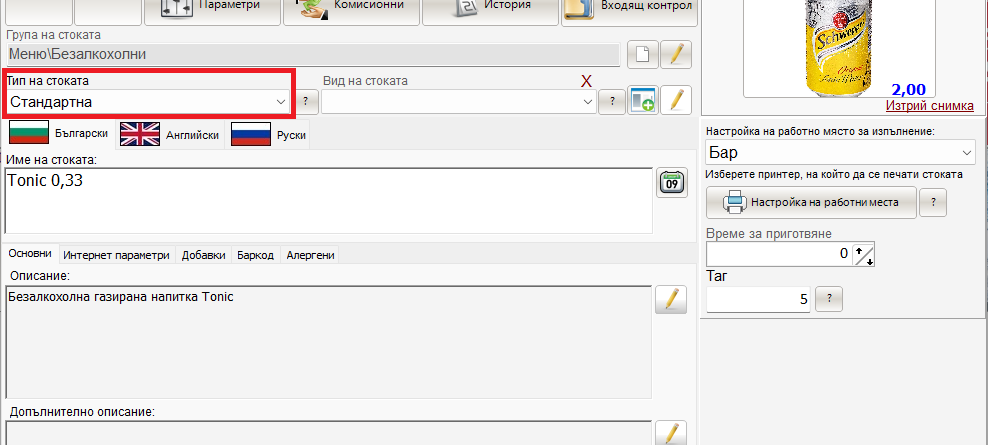 Параметри
Комисионни
История
Входящ контрол
Група на стоката
Меню\Безалкохолни
Тип на стоката
Вид на стоката
X
Стандартна
?
?
Български
Английски
Руски
Име на стоката:
Tonic 0,33
09
Основни
Интернет параметри
Добавки
Баркод
Алергени
Описание:
Безалкохолна газирана напитка Tonic
Допълнително описание:
Schweppes
2,00
Изтрий снимка
Настройка на работно място за изпълнение:
Бар
Изберете принтер, на който да се печати стоката
Настройка на работни места
?
Време за приготвяне
0
Таг
5
?